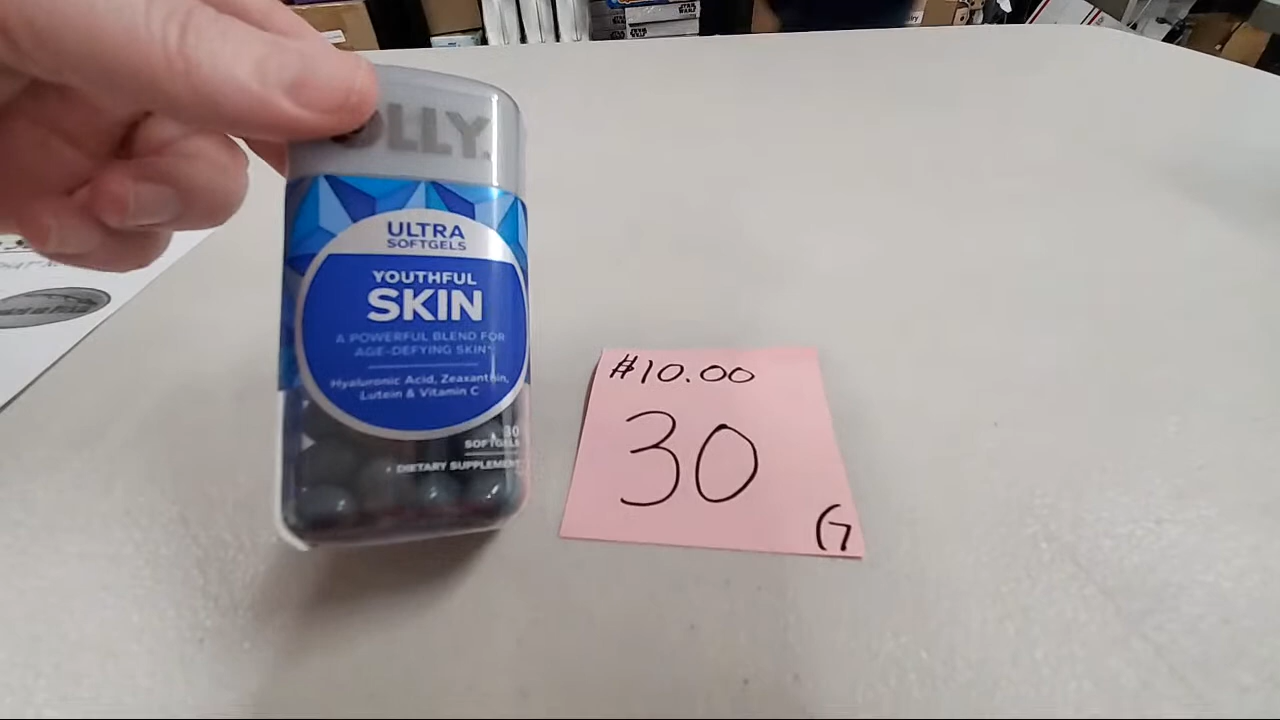 OLLY.
ULTRA
SOFTGELS
YOUTHFUL
SKIN
A POWERFUL BLEND FOR
AGE-DEFYING SKIN*
Hyaluronic Acid, Zeaxanthin,
Lutein & Vitamin C
30
SOFTGELS
• DIETARY SUPPLEMENT
#10.00
30
G